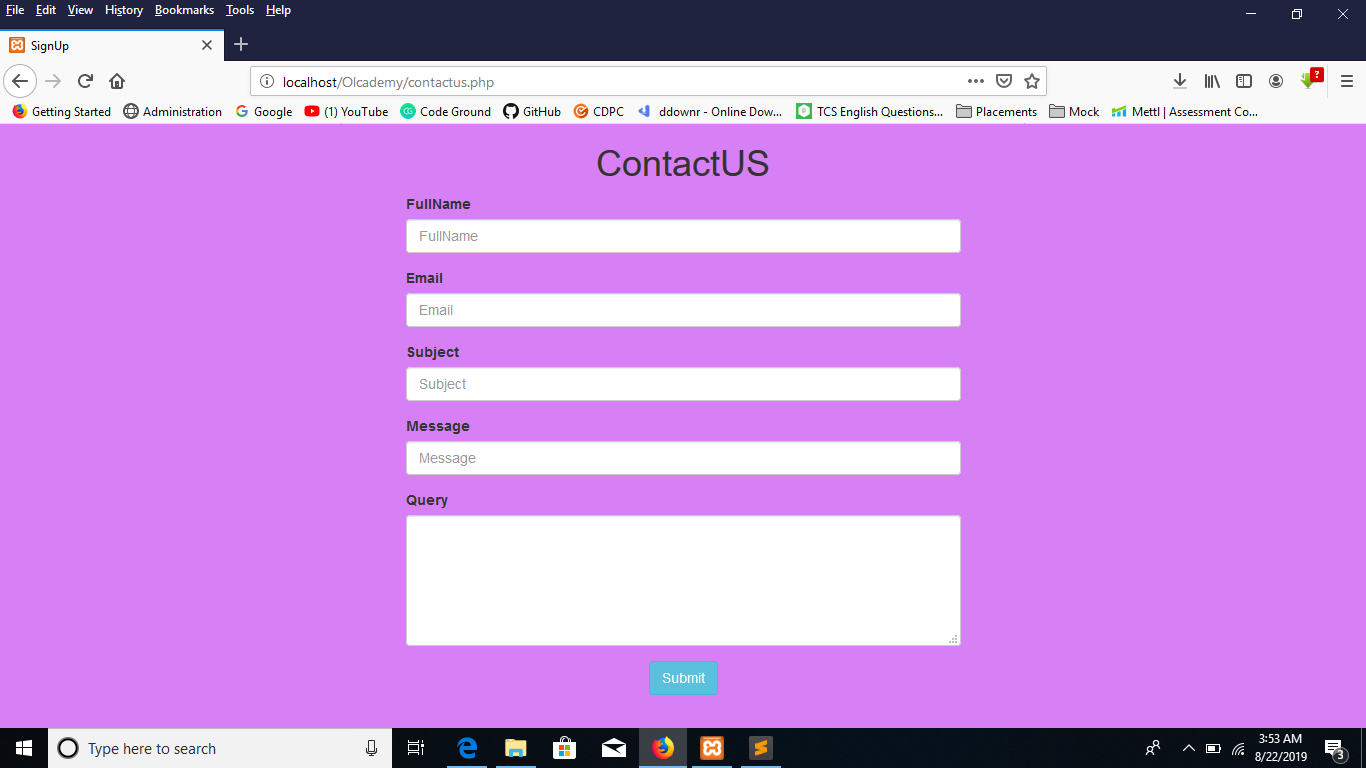 File Edit View History Bookmarks Tools Help
SignUp
localhost/Olcademy/contactus.php
?
Getting Started Administration Google (1) YouTube Code Ground GitHub CDPC ddownr - Online Dow... TCS English Questions... Placements Mock Mettl | Assessment Co...
ContactUS
FullName
FullName
Email
Email
Subject
Subject
Message
Message
Query
Submit
Type here to search
3:53 AM
8/22/2019
3